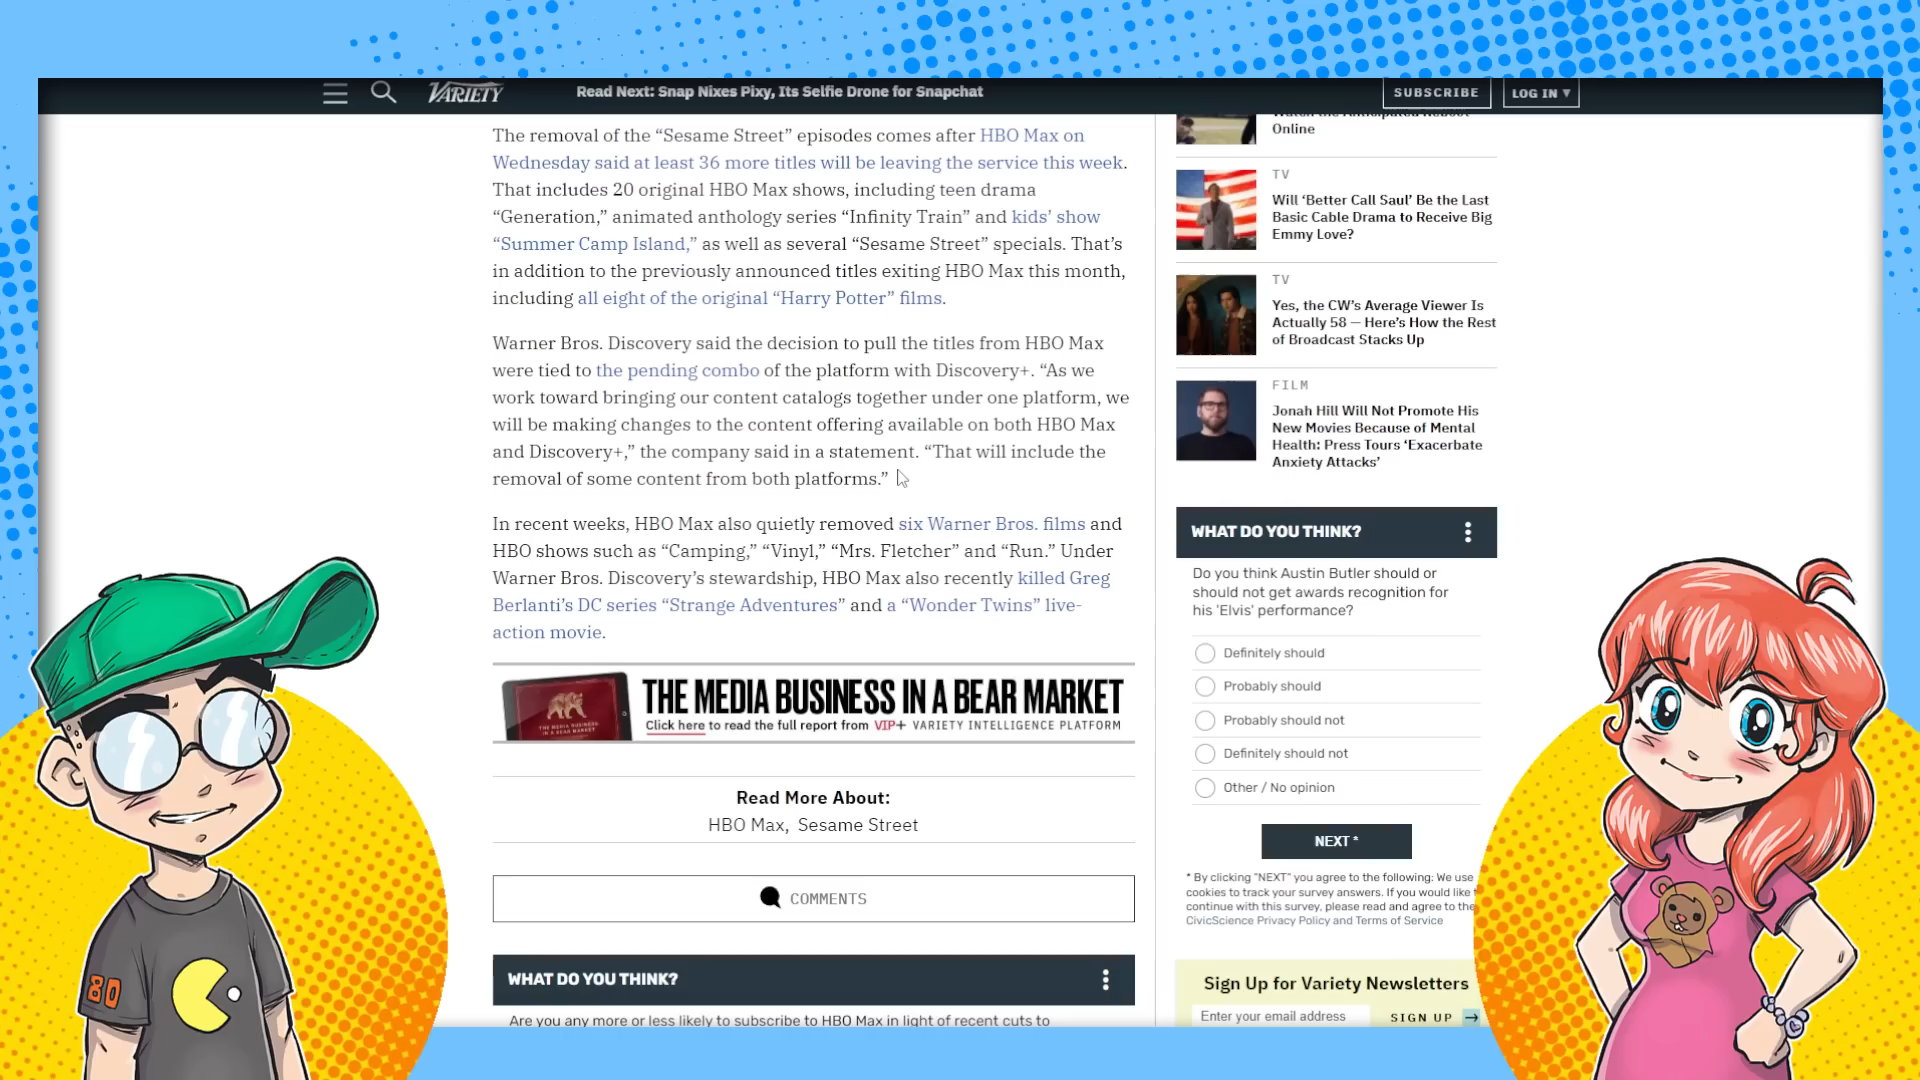 VARIETY
Read Next: Snap Nixes Pixy, Its Selfie Drone for Snapchat
SUBSCRIBE
LOG IN ▾
The removal of the “Sesame Street” episodes comes after HBO Max on
Wednesday said at least 36 more titles will be leaving the service this week.
That includes 20 original HBO Max shows, including teen drama
“Generation,” animated anthology series “Infinity Train” and kids’ show
“Summer Camp Island,” as well as several “Sesame Street” specials. That’s
in addition to the previously announced titles exiting HBO Max this month,
including all eight of the original “Harry Potter” films.
Warner Bros. Discovery said the decision to pull the titles from HBO Max
were tied to the pending combo of the platform with Discovery+. “As we
work toward bringing our content catalogs together under one platform, we
will be making changes to the content offering available on both HBO Max
and Discovery+,” the company said in a statement. “That will include the
removal of some content from both platforms.”
In recent weeks, HBO Max also quietly removed six Warner Bros. films and
HBO shows such as “Camping,” “Vinyl,” “Mrs. Fletcher” and “Run.” Under
Warner Bros. Discovery’s stewardship, HBO Max also recently killed Greg
Berlanti’s DC series “Strange Adventures” and a “Wonder Twins” live-
action movie.
THE MEDIA BUSINESS IN A BEAR MARKET
Click here to read the full report from VIP+ VARIETY INTELLIGENCE PLATFORM
THE MEDIA BUSINESS
IN A BEAR MARKET
Read More About:
HBO Max, Sesame Street
COMMENTS
WHAT DO YOU THINK?
Are you any more or less likely to subscribe to HBO Max in light of recent cuts to
Online
TV
Will ‘Better Call Saul’ Be the Last
Basic Cable Drama to Receive Big
Emmy Love?
TV
Yes, the CW’s Average Viewer Is
Actually 58 — Here’s How the Rest
of Broadcast Stacks Up
FILM
Jonah Hill Will Not Promote His
New Movies Because of Mental
Health: Press Tours ‘Exacerbate
Anxiety Attacks’
WHAT DO YOU THINK?
Do you think Austin Butler should or
should not get awards recognition for
his 'Elvis' performance?
Definitely should
Probably should
Probably should not
Definitely should not
Other / No opinion
NEXT *
* By clicking "NEXT" you agree to the following: We use
cookies to track your survey answers. If you would like
continue with this survey, please read and agree to the
CivicScience Privacy Policy and Terms of Service
Sign Up for Variety Newsletters
Enter your email address
SIGN UP →
80